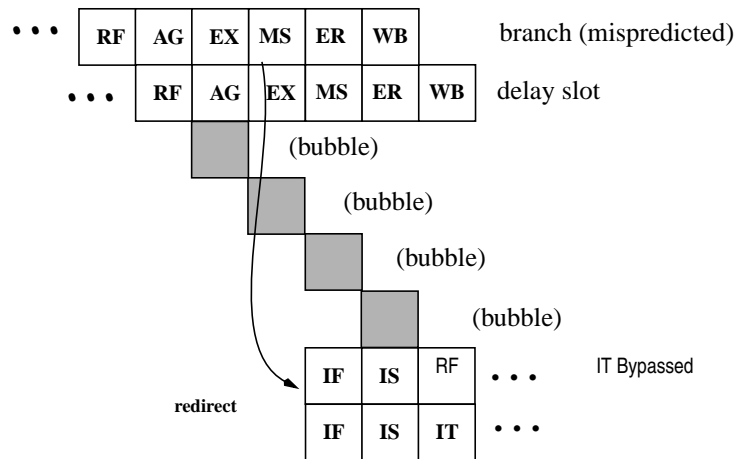 • • • RF AG EX MS ER WB branch (mispredicted)
• • • RF AG EX MS ER WB delay slot
(bubble)
(bubble)
(bubble)
(bubble)
IF IS RF • • • IT Bypassed
redirect
IF IS IT • • •